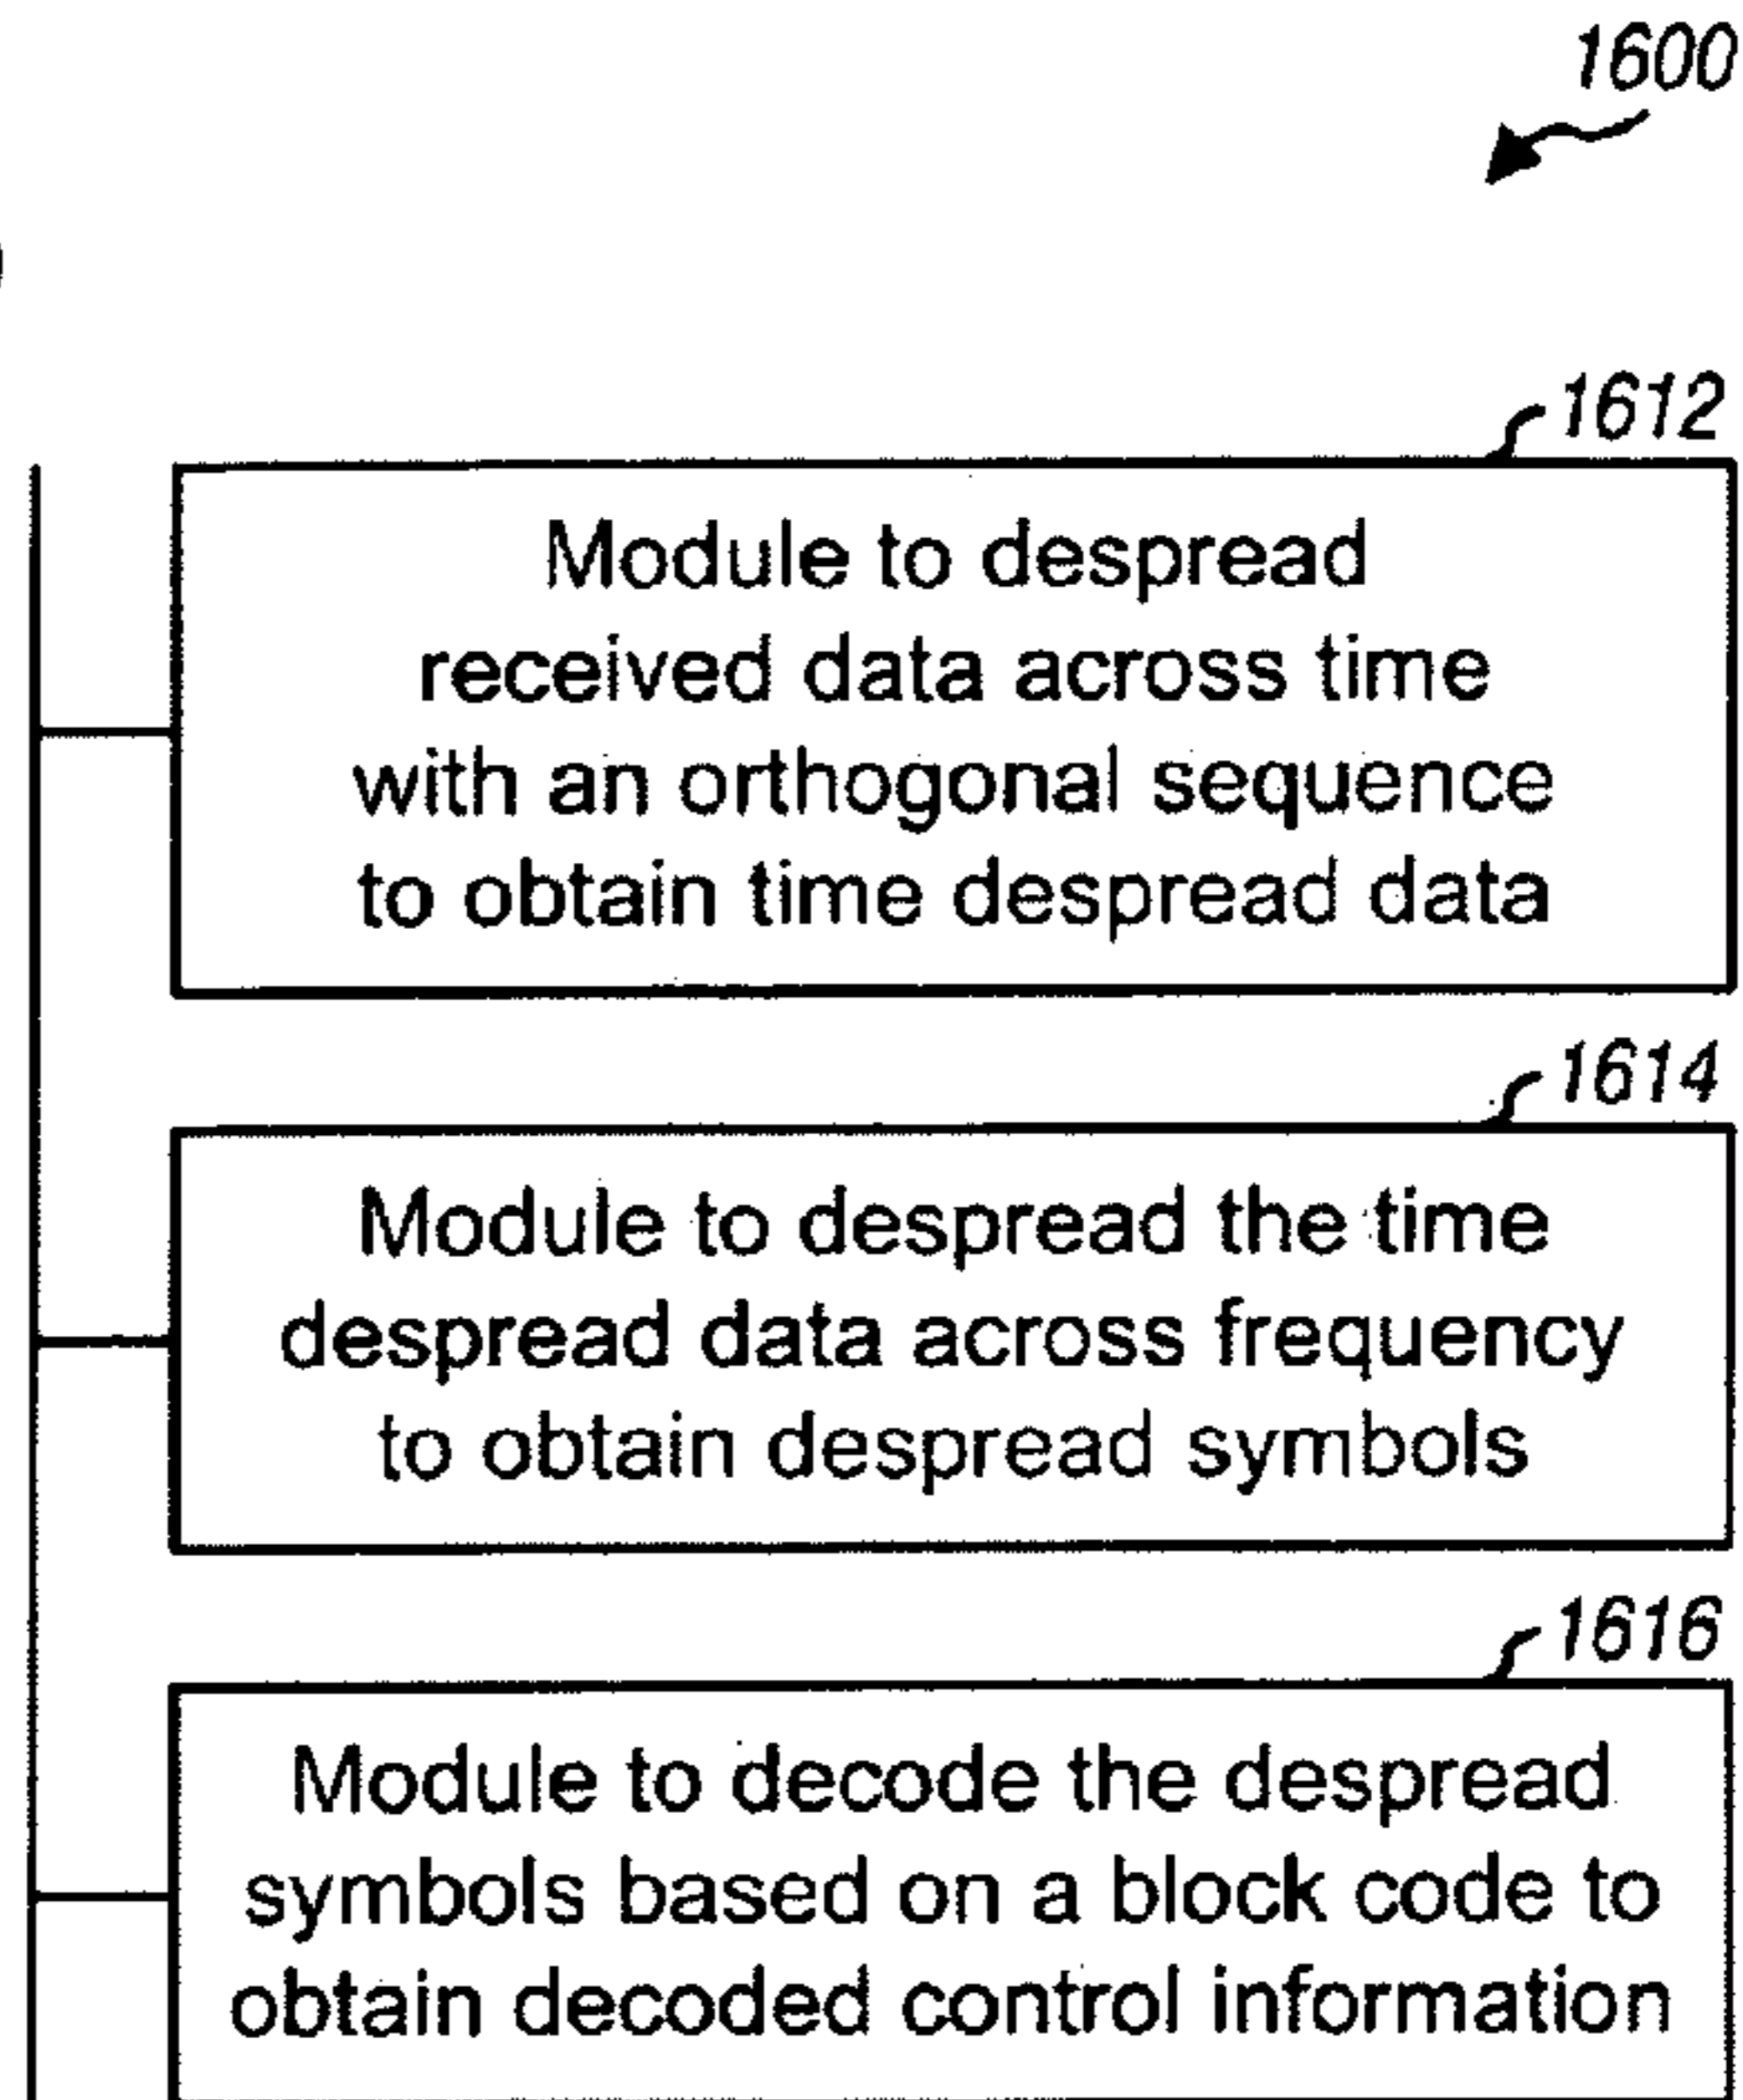 1600
1612
Module to despread
received data across time
with an orthogonal sequence
to obtain time despread data
1614
Module to despread the time
despread data across frequency
to obtain despread symbols
1616
Module to decode the despread
symbols based on a block code to
obtain decoded control information